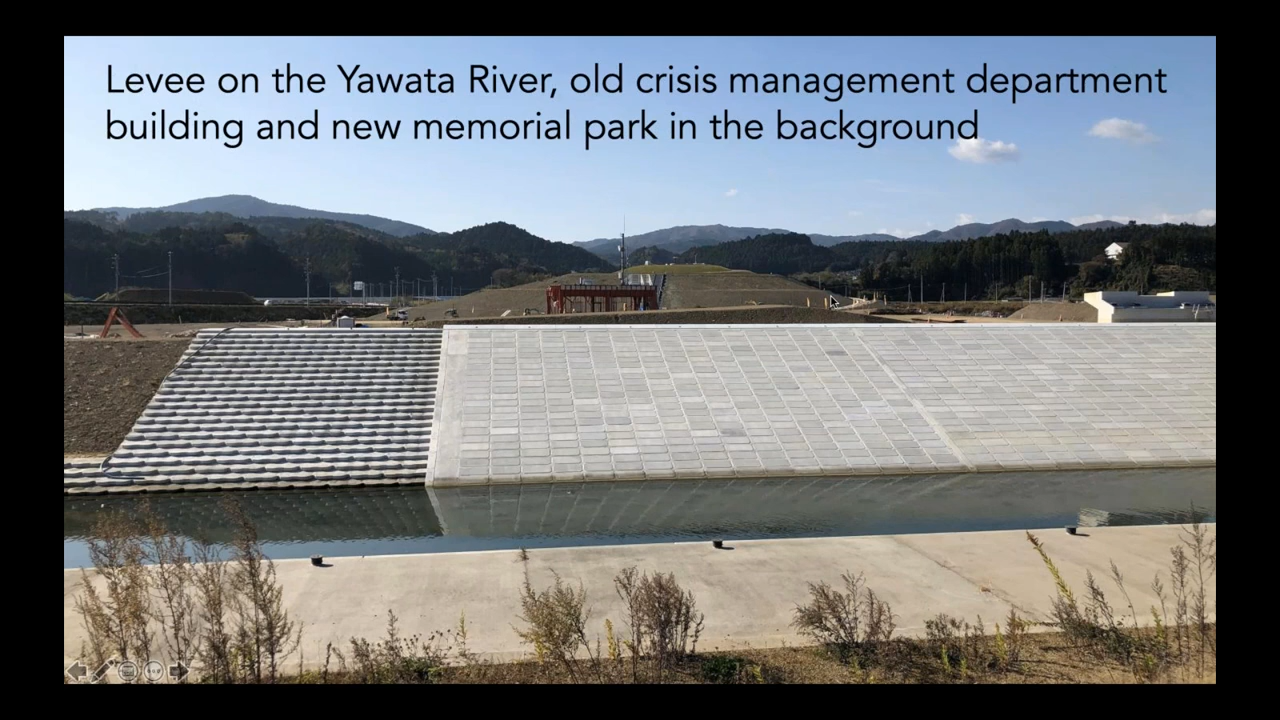 Levee on the Yawata River, old crisis management department
building and new memorial park in the background